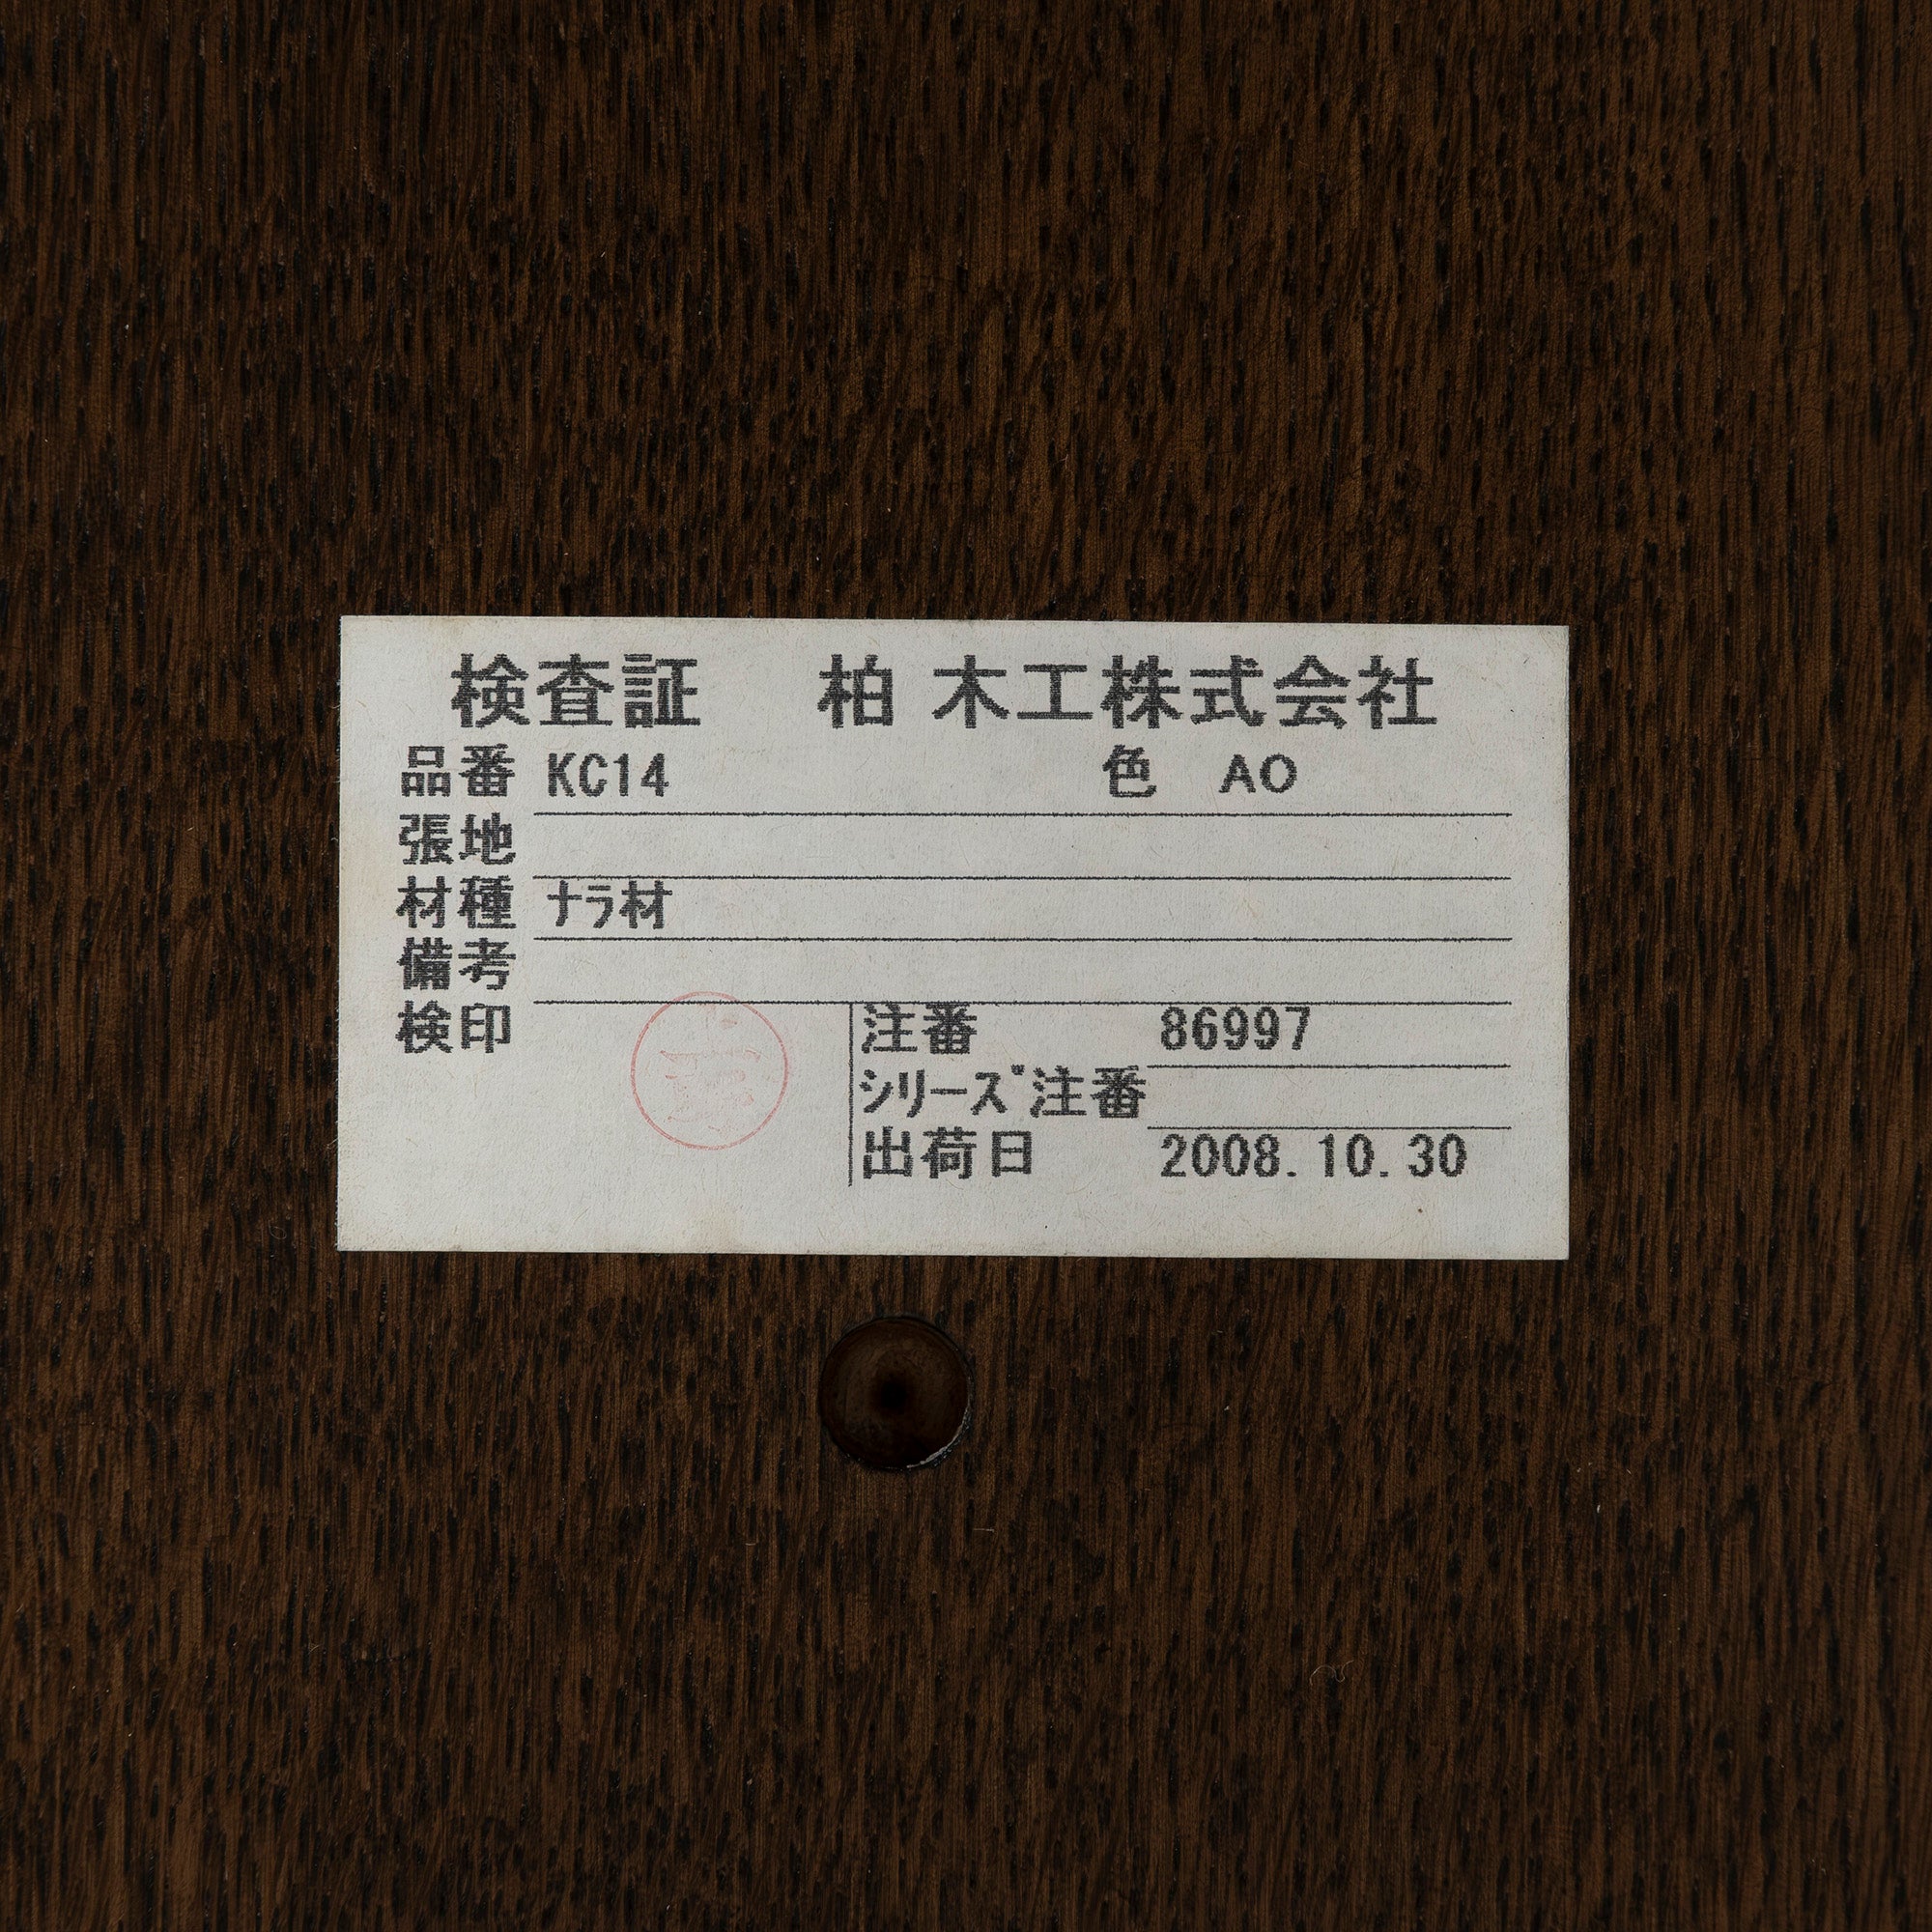 検査証 柏 木工株式会社
品番 KC14 色 AO
張地
材種 ナラ材
備考
検印
注番 86997
シリーズ注番
出荷日 2008.10.30